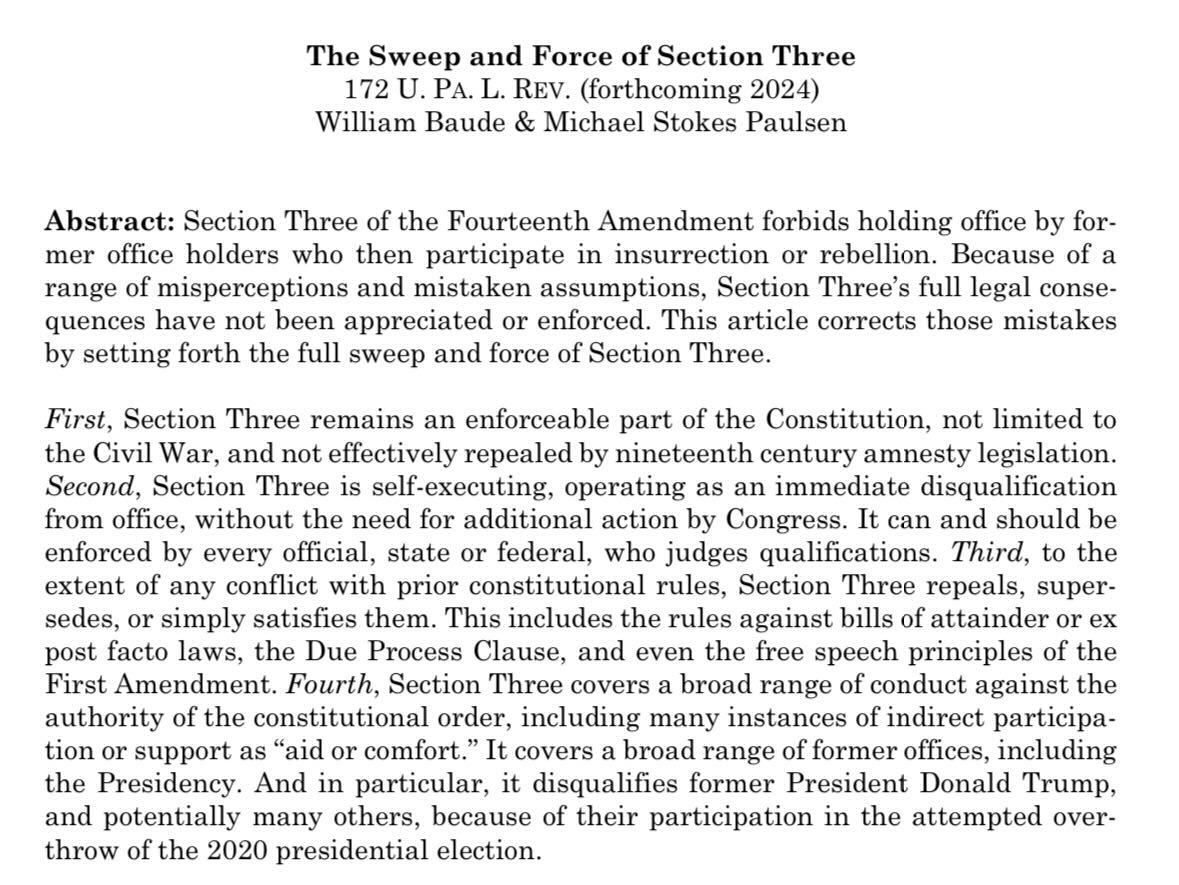 The Sweep and Force of Section Three
172 U. PA. L. REV. (forthcoming 2024)
William Baude & Michael Stokes Paulsen
Abstract: Section Three of the Fourteenth Amendment forbids holding office by for-
mer office holders who then participate in insurrection or rebellion. Because of a
range of misperceptions and mistaken assumptions, Section Three's full legal conse-
quences have not been appreciated or enforced. This article corrects those mistakes
by setting forth the full sweep and force of Section Three.
First, Section Three remains an enforceable part of the Constitution, not limited to
the Civil War, and not effectively repealed by nineteenth century amnesty legislation.
Second, Section Three is self-executing, operating as an immediate disqualification
from office, without the need for additional action by Congress. It can and should be
enforced by every official, state or federal, who judges qualifications. Third, to the
extent of any conflict with prior constitutional rules, Section Three repeals, super-
sedes, or simply satisfies them. This includes the rules against bills of attainder or ex
post facto laws, the Due Process Clause, and even the free speech principles of the
First Amendment. Fourth, Section Three covers a broad range of conduct against the
authority of the constitutional order, including many instances of indirect participa-
tion or support as “aid or comfort.” It covers a broad range of former offices, including
the Presidency. And in particular, it disqualifies former President Donald Trump,
and potentially many others, because of their participation in the attempted over-
throw of the 2020 presidential election.